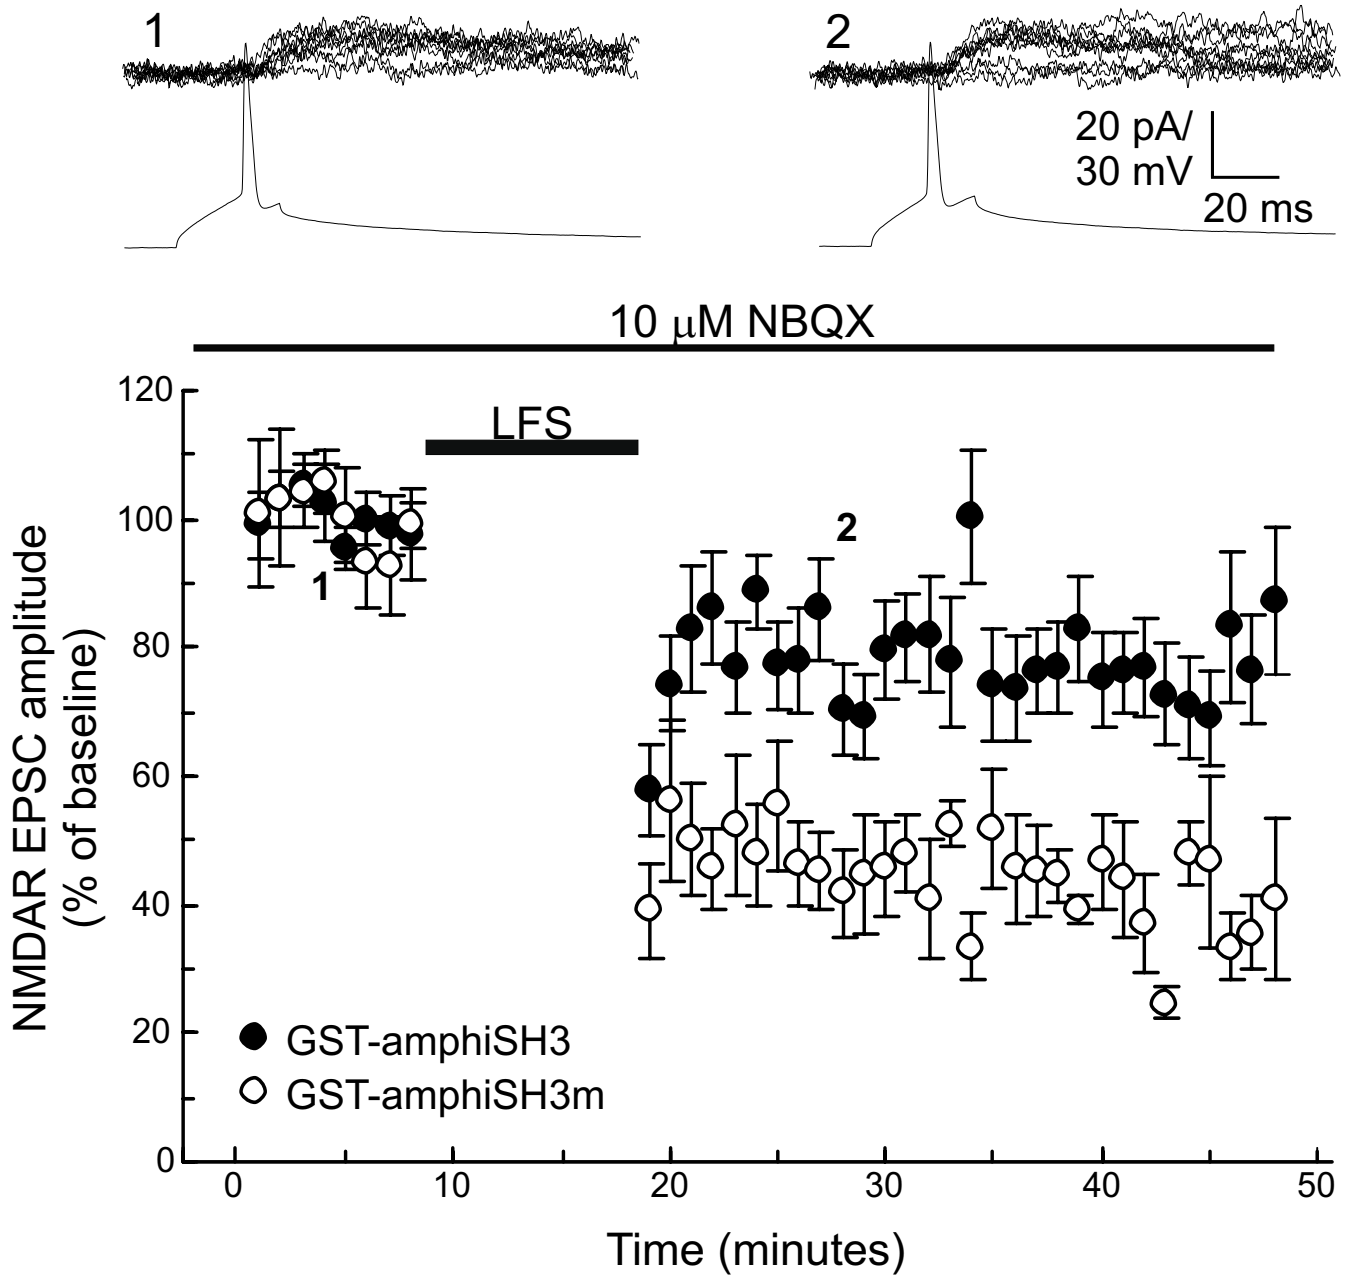 1
2
20 pA/
30 mV
20 ms
10 μM NBQX
LFS
120
100
80
60
40
20
0
NMDAR EPSC amplitude
(% of baseline)
1
2
GST-amphiSH3
GST-amphiSH3m
0 10 20 30 40 50
Time (minutes)